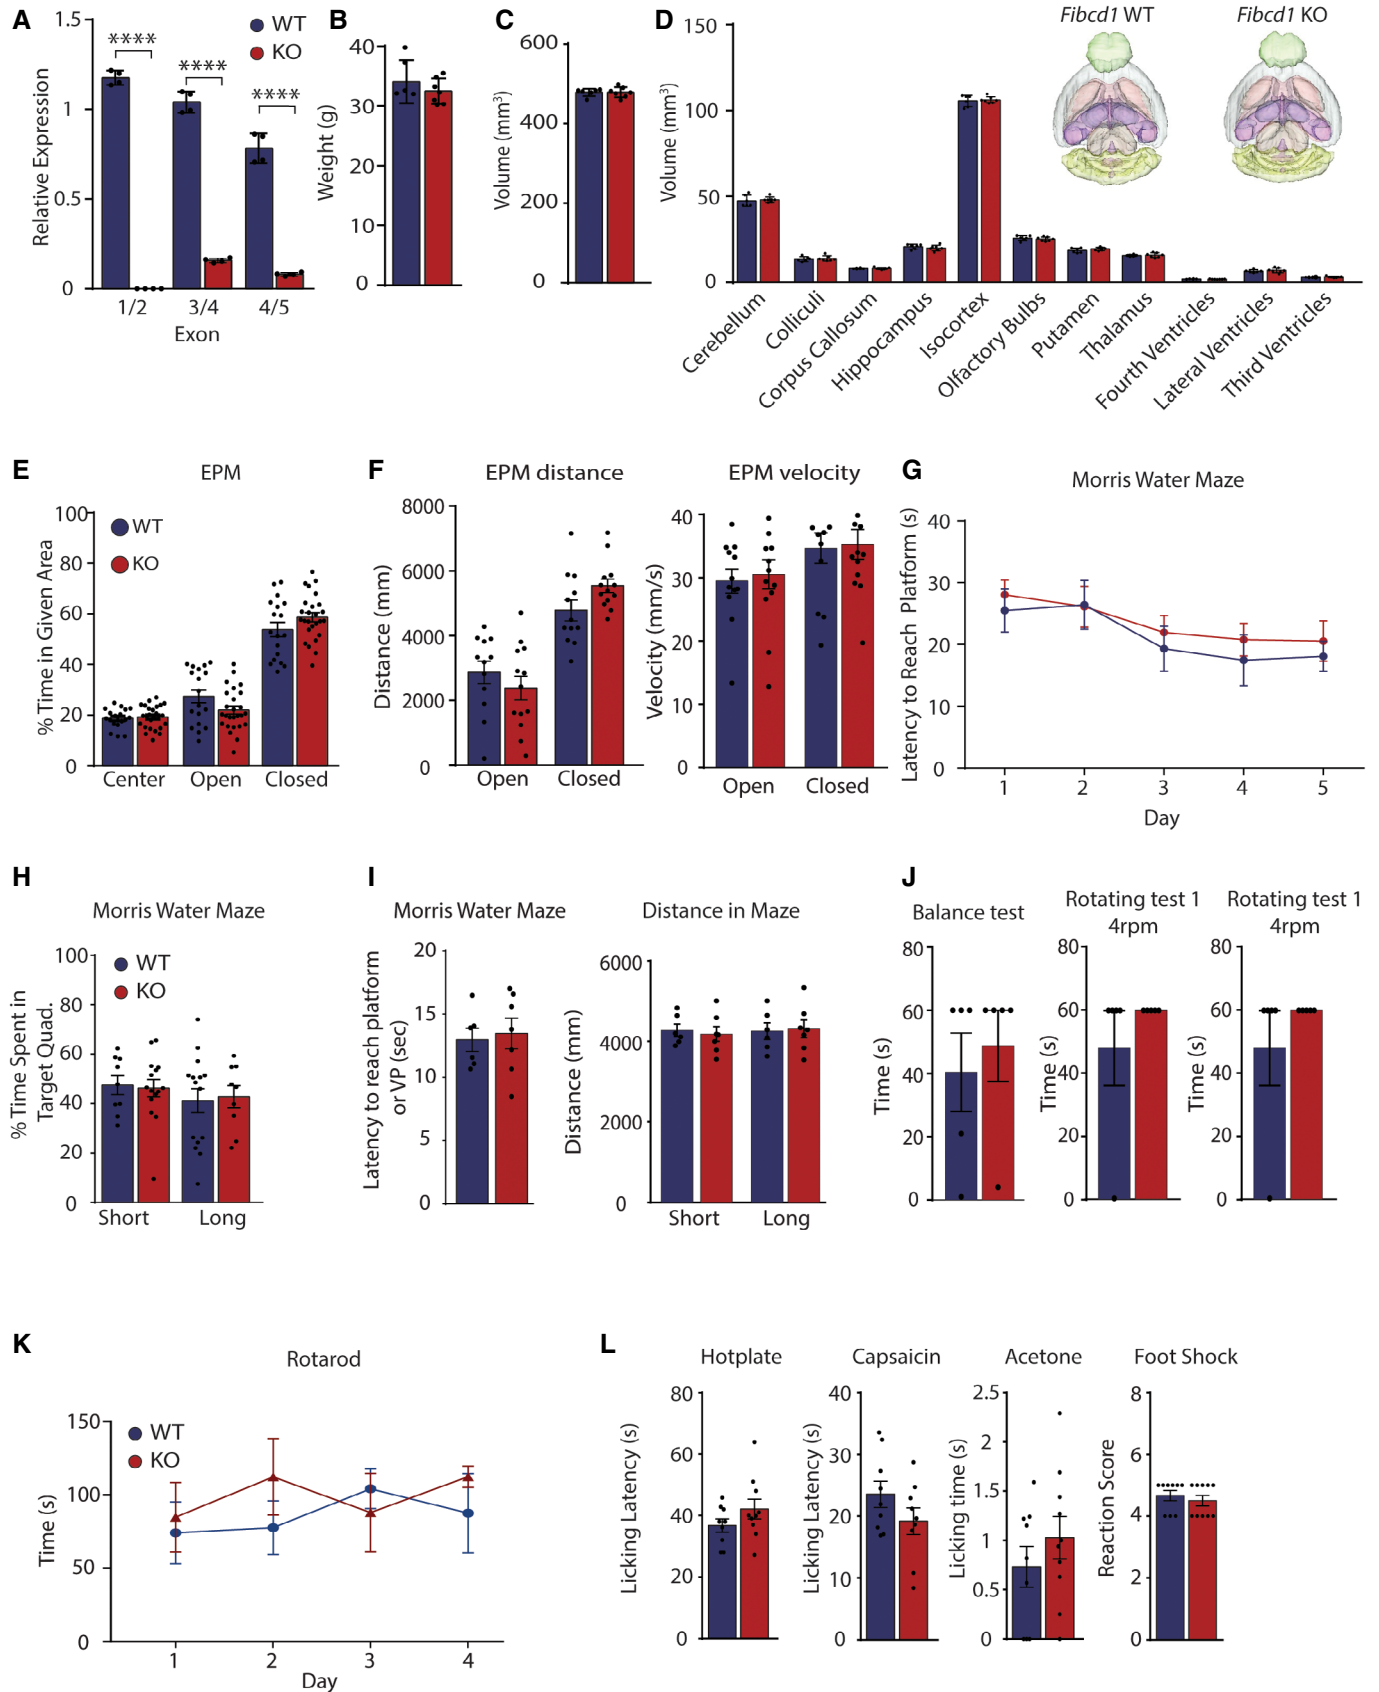 A
1.5
1
0.5
0
Relative Expression
****
****
****
WT
KO
1/2
3/4
4/5
Exon
B
40
30
20
10
0
Weight (g)
C
600
400
200
0
Volume (mm³)
D
150
100
50
0
Volume (mm³)
Fibcd1 WT
Fibcd1 KO
Cerebellum
Colliculi
Corpus Callosum
Hippocampus
Isocortex
Olfactory Bulbs
Putamen
Thalamus
Fourth Ventricles
Lateral Ventricles
Third Ventricles
E
EPM
100
80
60
40
20
0
% Time in Given Area
WT
KO
Center
Open
Closed
F
EPM distance
8000
6000
4000
2000
0
Distance (mm)
Open
Closed
EPM velocity
40
30
20
10
0
Velocity (mm/s)
Open
Closed
G
Morris Water Maze
40
30
20
10
0
Latency to Reach Platform (s)
1
2
3
4
5
Day
H
Morris Water Maze
100
80
60
40
20
0
% Time Spent in
Target Quad.
WT
KO
Short
Long
I
Morris Water Maze
20
15
10
5
0
Latency to reach platform
or VP (sec)
Distance in Maze
6000
4000
2000
0
Distance (mm)
Short
Long
J
Balance test
80
60
40
20
0
Time (s)
Rotating test 1
4rpm
80
60
40
20
0
Time (s)
Rotating test 1
4rpm
80
60
40
20
0
Time (s)
K
Rotarod
150
100
50
0
Time (s)
WT
KO
1
2
3
4
Day
L
Hotplate
80
60
40
20
0
Licking Latency (s)
Capsaicin
40
30
20
10
0
Licking Latency (s)
Acetone
2.5
2
1.5
1
0.5
0
Licking time (s)
Foot Shock
8
6
4
2
0
Reaction Score